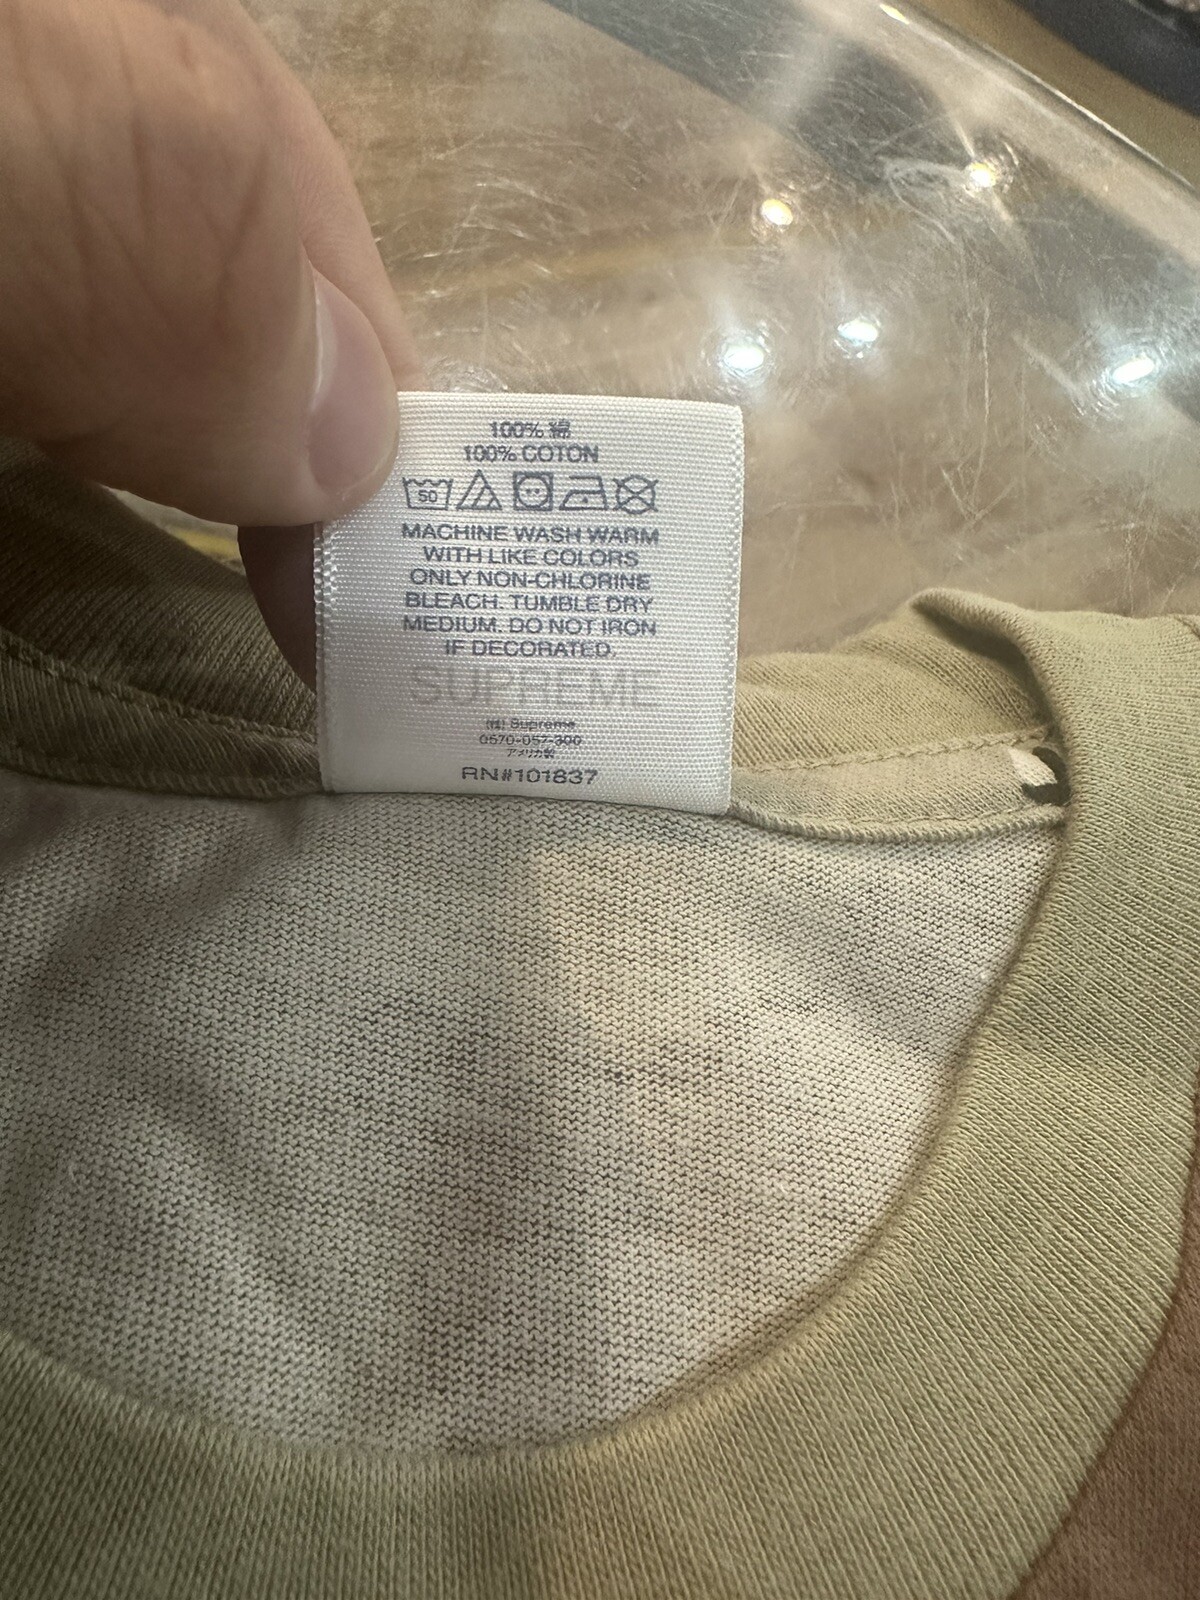 100% 綿
100% COTON
50
MACHINE WASH WARM
WITH LIKE COLORS
ONLY NON-CHLORINE
BLEACH. TUMBLE DRY
MEDIUM. DO NOT IRON
IF DECORATED.
SUPREME
(株) Supreme
0570-057-300
アメリカ製
RN#101837